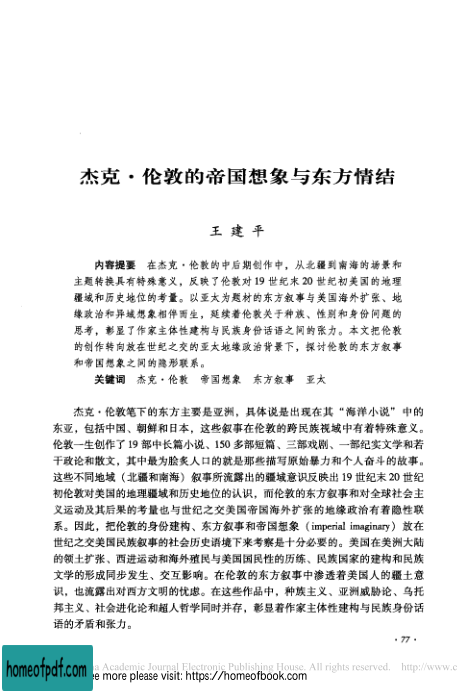 杰克·伦敦的帝国想象与东方情结
王 建 平
内容提要 在杰克·伦敦的中后期创作中，从北疆到南海的场景和
主题转换具有特殊意义，反映了伦敦对 19 世纪末 20 世纪初美国的地理
疆域和历史地位的考量。以亚太为题材的东方叙事与美国海外扩张、地
缘政治和异域想象相伴而生，延续着伦敦关于种族、性别和身份问题的
思考，彰显了作家主体性建构与民族身份话语之间的张力。本文把伦敦
的创作转向放在世纪之变的亚太地缘政治背景下，探讨伦敦的东方叙事
和帝国想象之间的隐形联系。
关键词 杰克·伦敦 帝国想象 东方叙事 亚太
杰克·伦敦笔下的东方主要是亚洲，具体说是出现在其“海洋小说”中的
东亚，包括中国、朝鲜和日本，这些叙事在伦敦的跨民族视域中有着特殊意义。
伦敦一生创作了 19 部中长篇小说、150 多部短篇、三部戏剧、一部纪实文学和若
干政论和散文，其中最为脍炙人口的就是那些描写原始暴力和个人奋斗的故事。
这些不同地域（北疆和南海）叙事所流露出的疆域意识反映出 19 世纪末 20 世纪
初伦敦对美国的地理疆域和历史地位的认识，而伦敦的东方叙事和对全球社会主
义运动及其后果的考量也与世纪之交美国帝国海外扩张的地缘政治有着隐性联
系。因此，把伦敦的身份建构、东方叙事和帝国想象（imperial imaginary）放在
世纪之交美国民族叙事的社会历史语境下来考察是十分必要的。美国在美洲大陆
的领土扩张、西进运动和海外殖民与美国国民性的历练、民族国家的建构和民族
文学的形成同步发生、交互影响。在伦敦的东方叙事中渗透着美国人的疆土意
识，也流露出对西方文明的忧虑。在这些作品中，种族主义、亚洲威胁论、乌托
邦主义、社会进化论和超人哲学同时并存，彰显着作家主体性建构与民族身份话
语的矛盾和张力。
·77·
Academic Journal Electronic Publishing House. All rights reserved. http://www.c
homeofpdf.com
more please visit: https://homeofbook.com